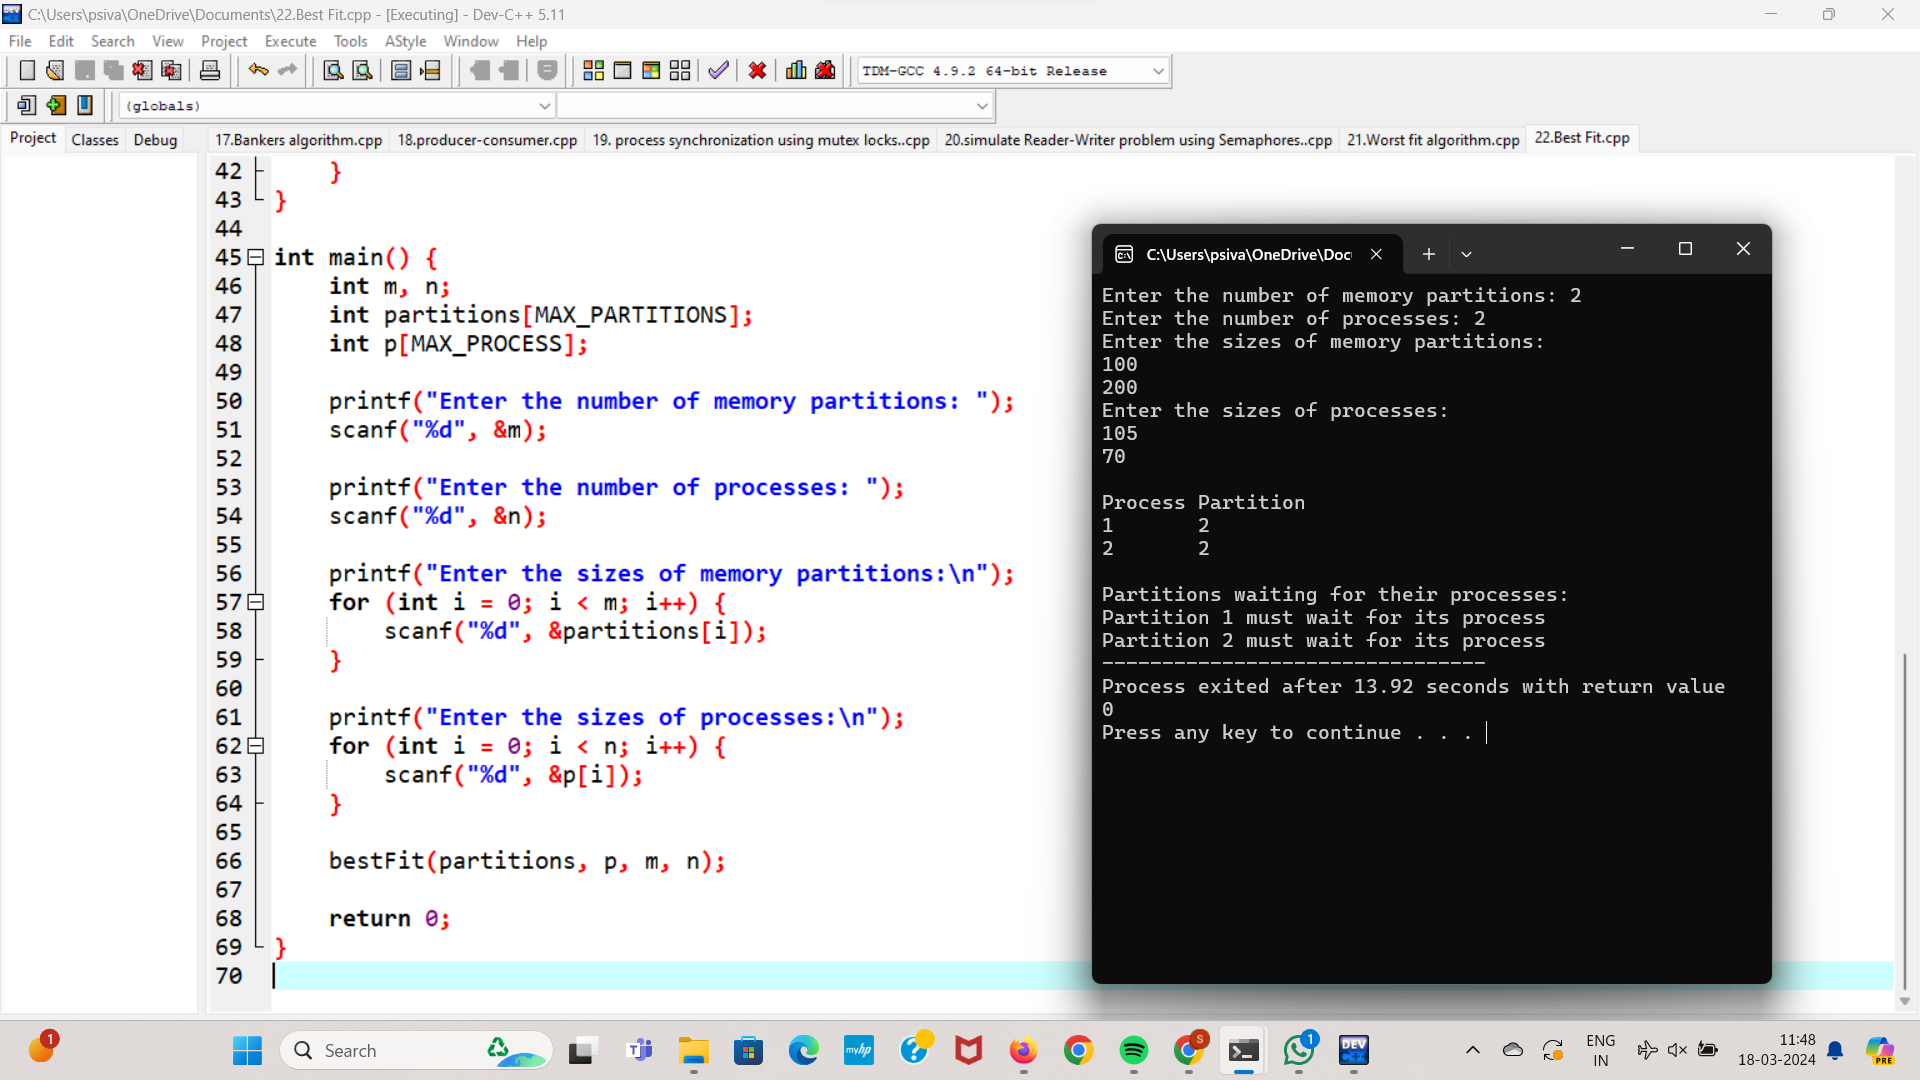 C:\Users\psiva\OneDrive\Documents\22.Best Fit.cpp - [Executing] - Dev-C++ 5.11
File Edit Search View Project Execute Tools AStyle Window Help
TDM-GCC 4.9.2 64-bit Release
(globals)
Project Classes Debug
17.Bankers algorithm.cpp 18.producer-consumer.cpp 19. process synchronization using mutex locks..cpp 20.simulate Reader-Writer problem using Semaphores..cpp 21.Worst fit algorithm.cpp 22.Best Fit.cpp
42 }
43 }
44
45 int main() {
46 int m, n;
47 int partitions[MAX_PARTITIONS];
48 int p[MAX_PROCESS];
49
50 printf("Enter the number of memory partitions: ");
51 scanf("%d", &m);
52
53 printf("Enter the number of processes: ");
54 scanf("%d", &n);
55
56 printf("Enter the sizes of memory partitions:\n");
57 for (int i = 0; i < m; i++) {
58 scanf("%d", &partitions[i]);
59 }
60
61 printf("Enter the sizes of processes:\n");
62 for (int i = 0; i < n; i++) {
63 scanf("%d", &p[i]);
64 }
65
66 bestFit(partitions, p, m, n);
67
68 return 0;
69 }
70
C:\Users\psiva\OneDrive\Doc
Enter the number of memory partitions: 2
Enter the number of processes: 2
Enter the sizes of memory partitions:
100
200
Enter the sizes of processes:
105
70
Process Partition
1 2
2 2
Partitions waiting for their processes:
Partition 1 must wait for its process
Partition 2 must wait for its process
--------------------------------
Process exited after 13.92 seconds with return value
0
Press any key to continue . . .
1
Search
myhp
S
1
DEV
C++
ENG
IN
11:48
18-03-2024
PRE